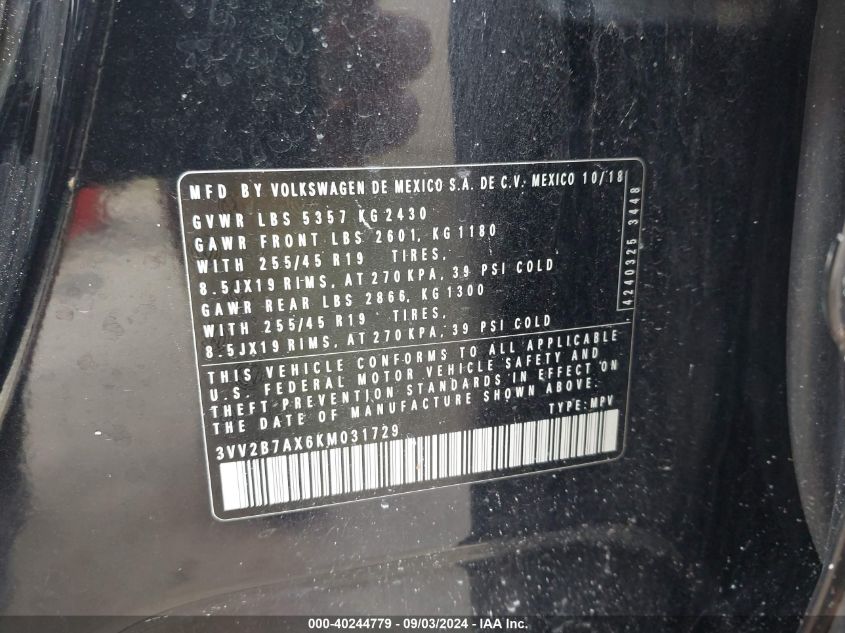 MFD BY VOLKSWAGEN DE MEXICO S.A. DE C.V. MEXICO 10/18
GVWR LBS 5357 KG 2430
GAWR FRONT LBS 2601, KG 1180
WITH 255/45 R19 TIRES,
8.5JX19 RIMS, AT 270 KPA, 39 PSI COLD
GAWR REAR LBS 2866, KG 1300
WITH 255/45 R19 TIRES,
8.5JX19 RIMS, AT 270 KPA, 39 PSI COLD
4240325 3448
THIS VEHICLE CONFORMS TO ALL APPLICABLE
U.S. FEDERAL MOTOR VEHICLE SAFETY AND
THEFT PREVENTION STANDARDS IN EFFECT ON
THE DATE OF MANUFACTURE SHOWN ABOVE.
3VV2B7AX6KM031729 TYPE: MPV
000-40244779 - 09/03/2024 - IAA Inc.